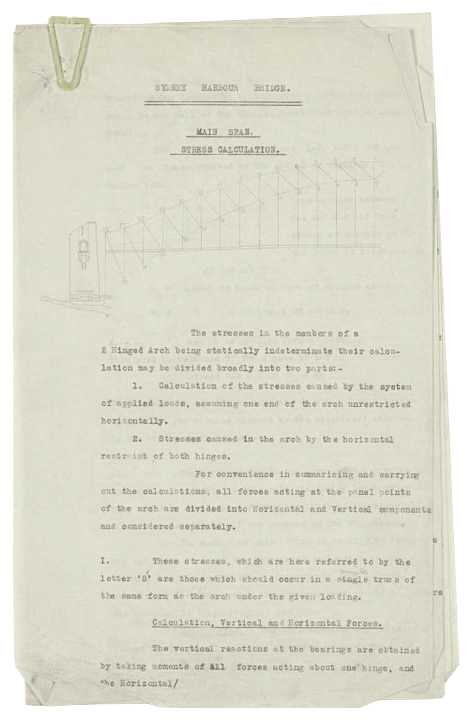 SYDNEY HARBOUR BRIDGE.
MAIN SPAN.
STRESS CALCULATION.
The stresses in the members of a
2 Hinged Arch being statically indeterminate their calcu-
lation may be divided broadly into two parts:-
1. Calculation of the stresses caused by the system
of applied loads, assuming one end of the arch unrestricted
horizontally.
2. Stresses caused in the arch by the horizontal
restraint of both hinges.
For convenience in summarising and carrying
out the calculations, all forces acting at the panel points
of the arch are divided into Horizontal and Vertical components
and considered separately.
I. These stresses, which are here referred to by the
letter 'S' are those which should occur in a single truss of
the same form as the arch under the given loading.
Calculation, Vertical and Horizontal Forces.
The vertical reactions at the bearings are obtained
by taking moments of all forces acting about one hinge, and
the Horizontal/